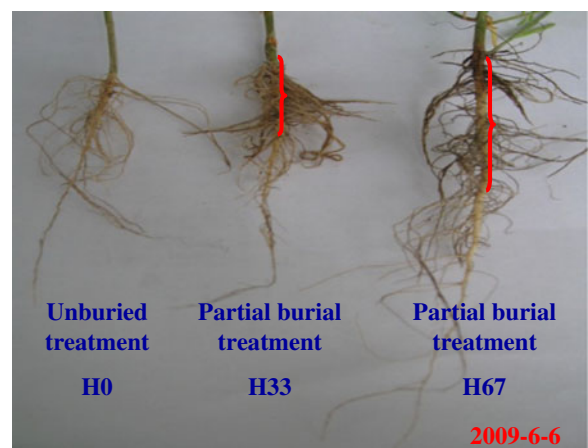 Unburied
treatment
H0
Partial burial
treatment
H33
Partial burial
treatment
H67
2009-6-6